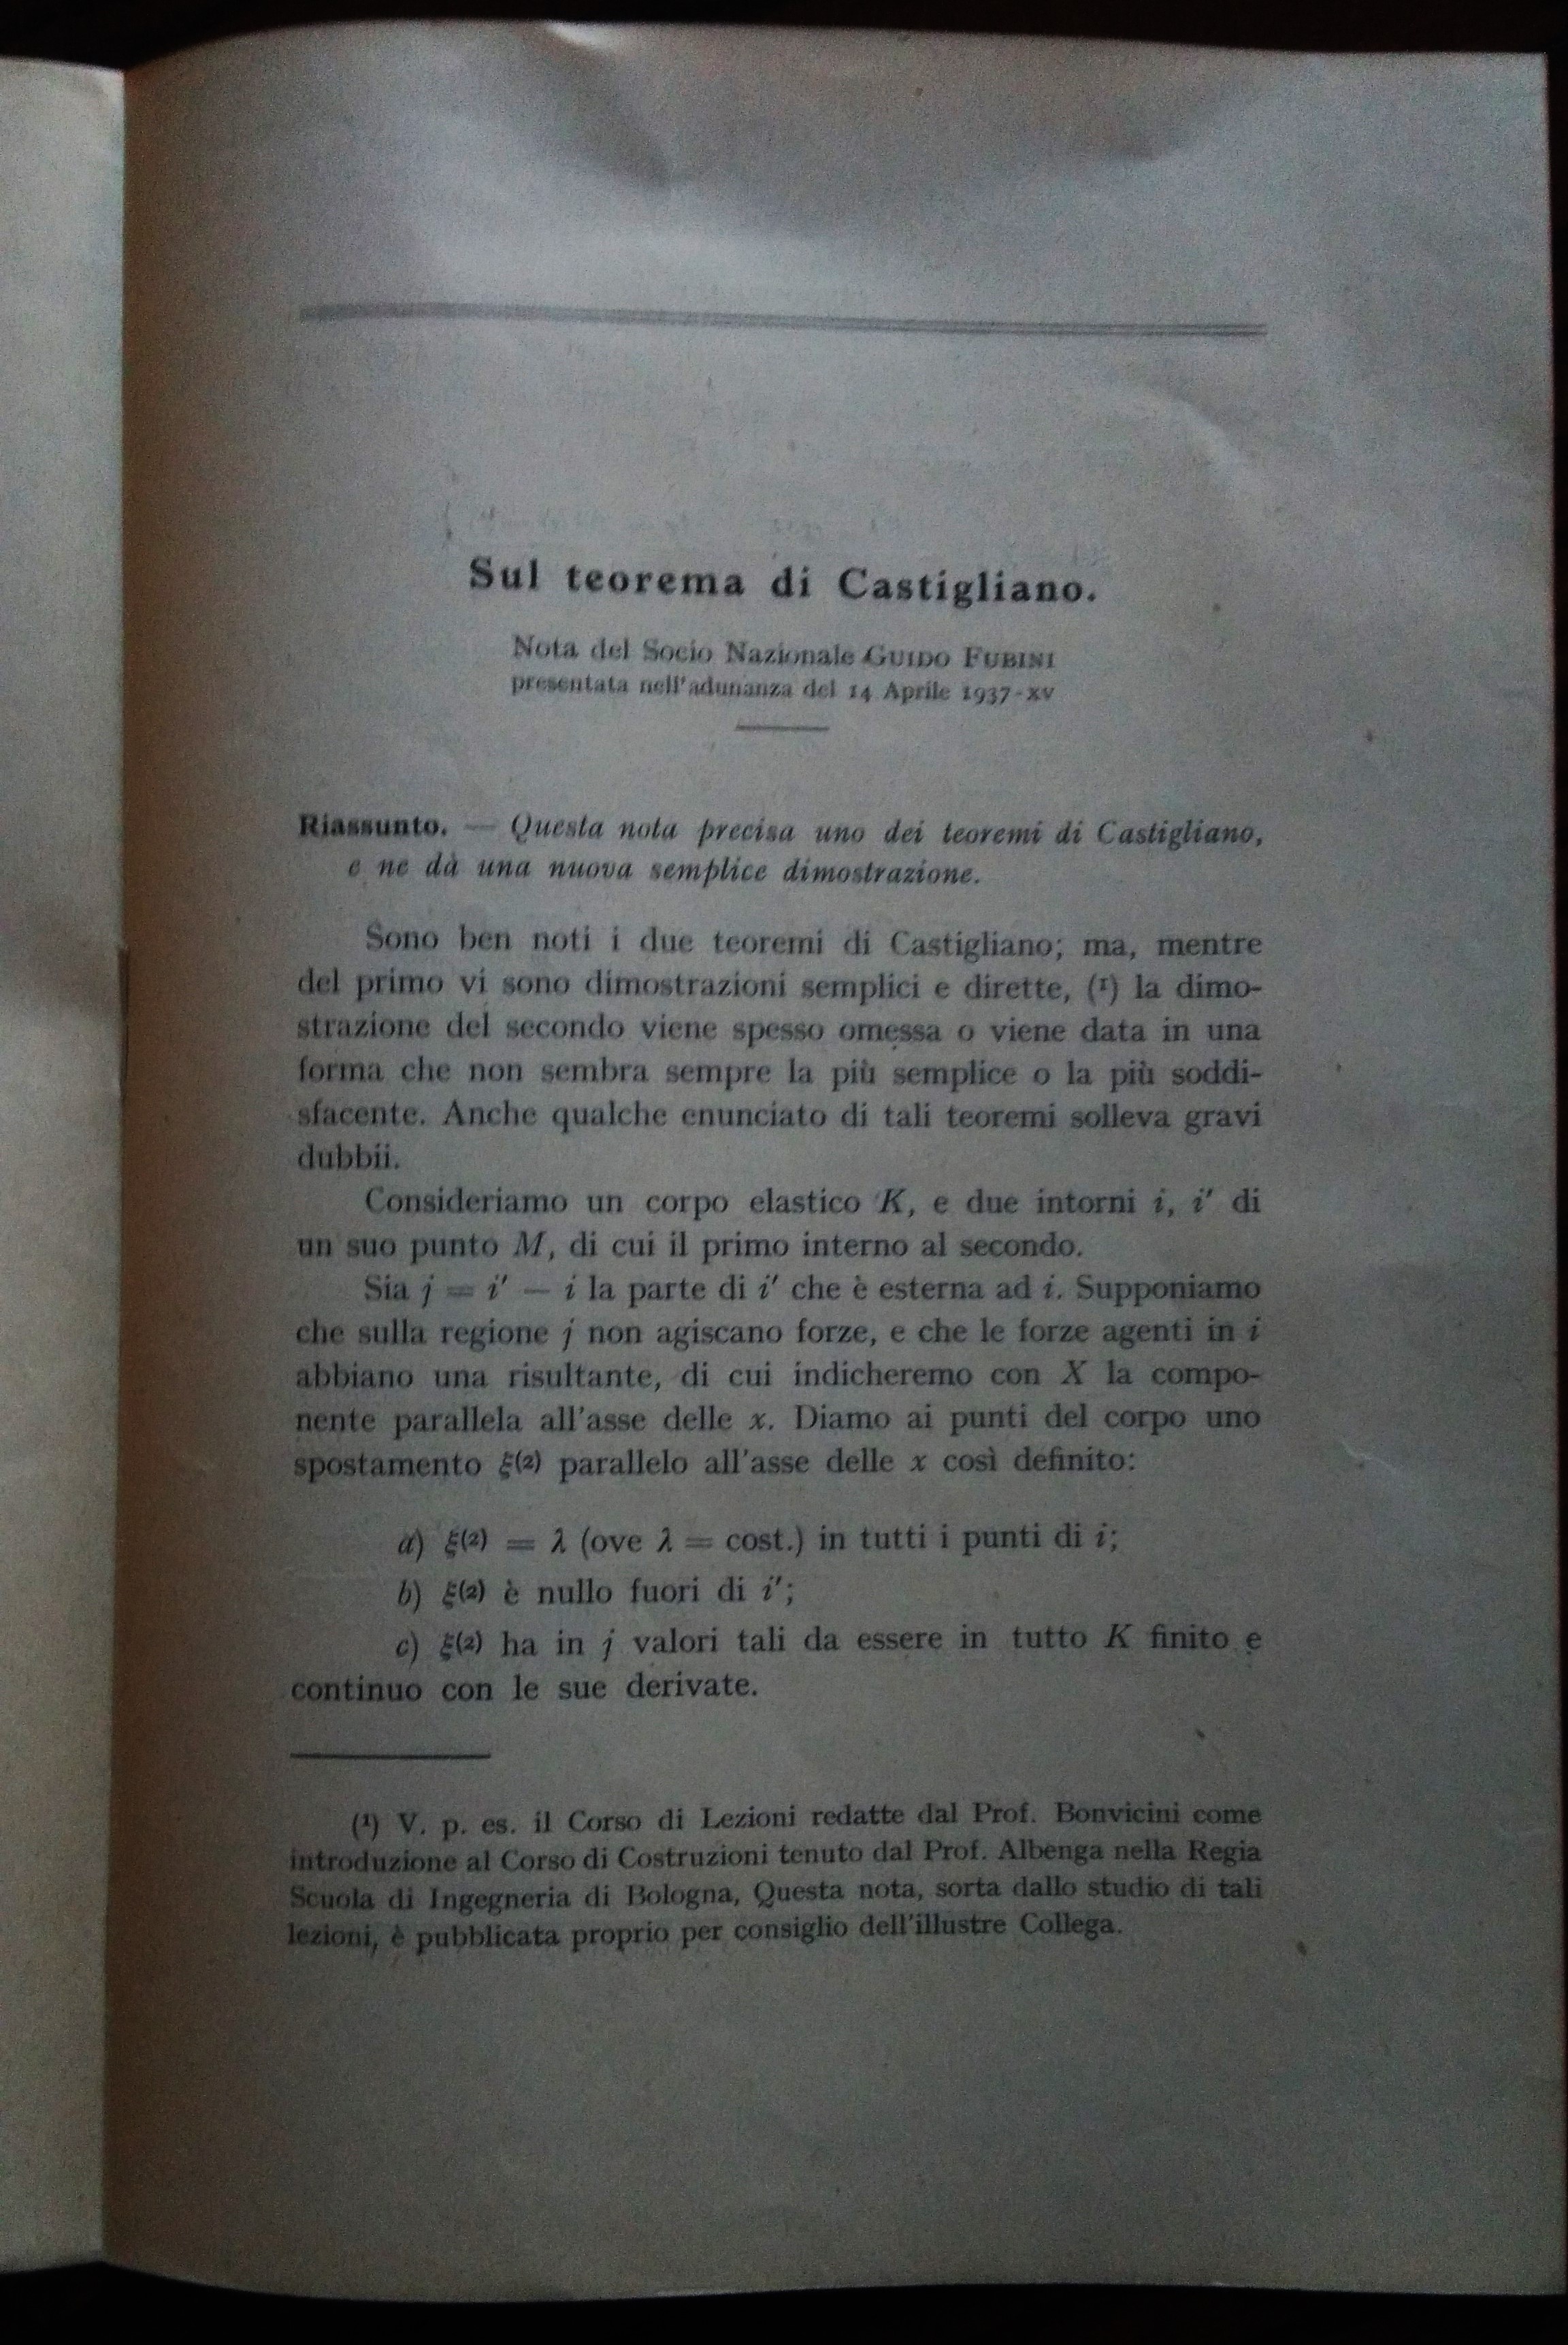 Sul teorema di Castigliano.
Nota del Socio Nazionale GUIDO FUBINI
presentata nell'adunanza del 14 Aprile 1937-XV
Riassunto. — Questa nota precisa uno dei teoremi di Castigliano,
e ne dà una nuova semplice dimostrazione.
Sono ben noti i due teoremi di Castigliano; ma, mentre
del primo vi sono dimostrazioni semplici e dirette, (¹) la dimo-
strazione del secondo viene spesso omessa o viene data in una
forma che non sembra sempre la più semplice o la più soddi-
sfacente. Anche qualche enunciato di tali teoremi solleva gravi
dubbii.
Consideriamo un corpo elastico K, e due intorni i, i′ di
un suo punto M, di cui il primo interno al secondo.
Sia j = i′ — i la parte di i′ che è esterna ad i. Supponiamo
che sulla regione j non agiscano forze, e che le forze agenti in i
abbiano una risultante, di cui indicheremo con X la compo-
nente parallela all'asse delle x. Diamo ai punti del corpo uno
spostamento ξ⁽²⁾ parallelo all'asse delle x così definito:
a) ξ⁽²⁾ = λ (ove λ = cost.) in tutti i punti di i;
b) ξ⁽²⁾ è nullo fuori di i′;
c) ξ⁽²⁾ ha in j valori tali da essere in tutto K finito e
continuo con le sue derivate.
(¹) V. p. es. il Corso di Lezioni redatte dal Prof. Bonvicini come
introduzione al Corso di Costruzioni tenuto dal Prof. Albenga nella Regia
Scuola di Ingegneria di Bologna, Questa nota, sorta dallo studio di tali
lezioni, è pubblicata proprio per consiglio dell'illustre Collega.